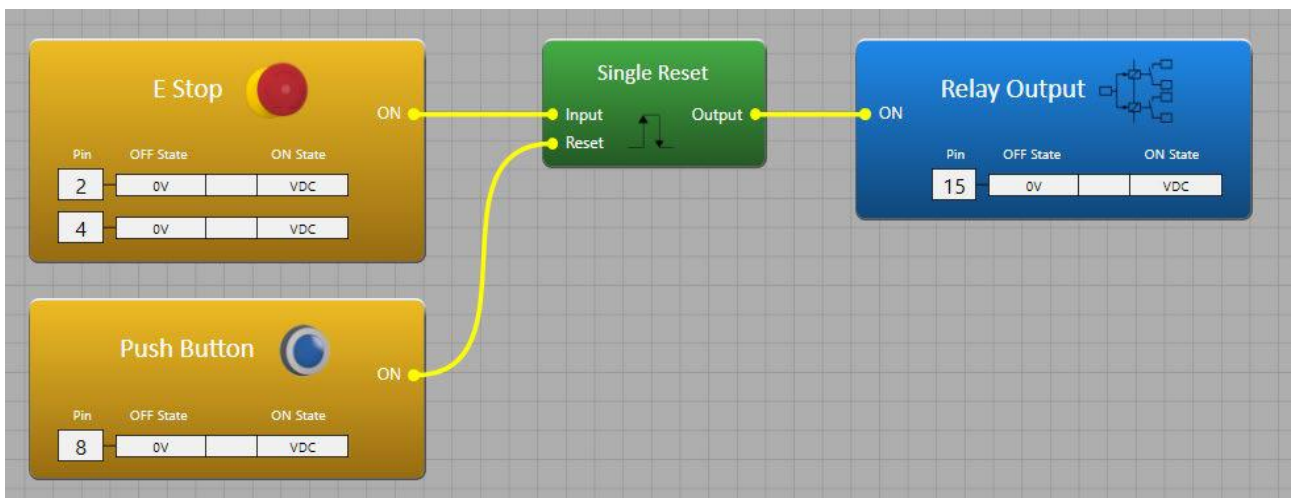 E Stop
ON
Pin OFF State ON State
2 0V VDC
4 0V VDC
Single Reset
Input Output
Reset
Relay Output
ON
Pin OFF State ON State
15 0V VDC
Push Button
ON
Pin OFF State ON State
8 0V VDC